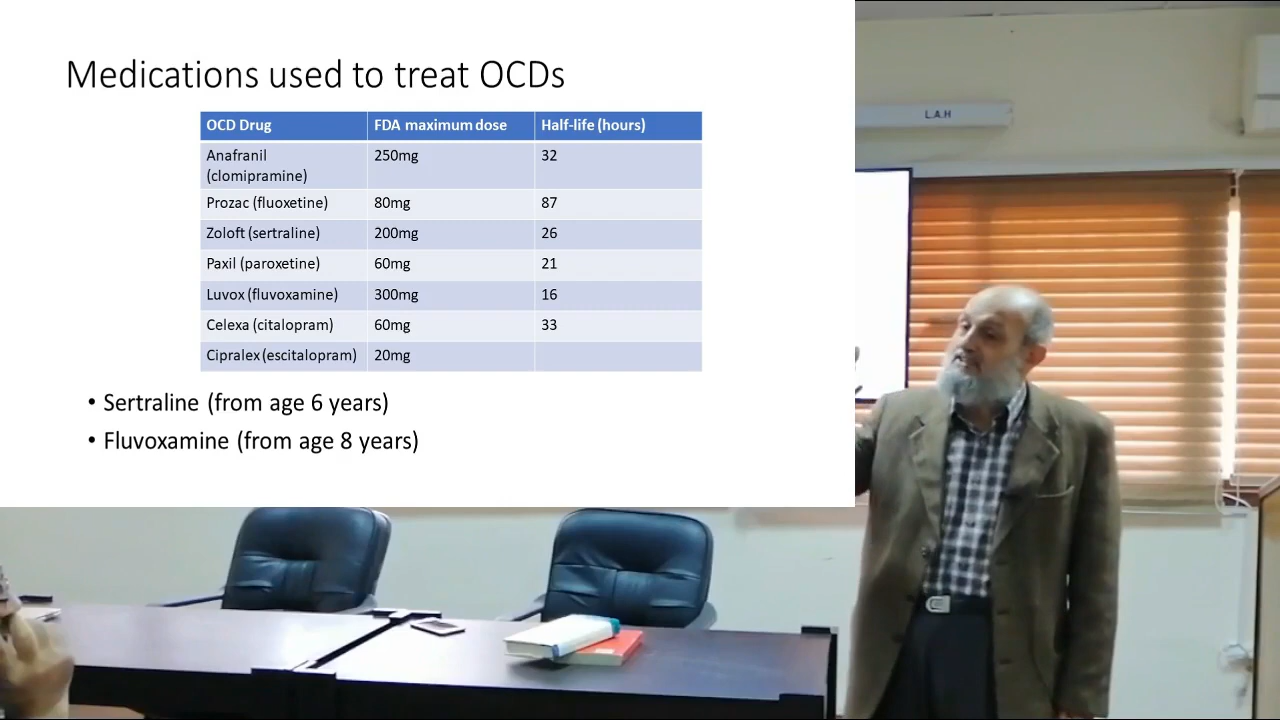 Medications used to treat OCDs
OCD Drug FDA maximum dose Half-life (hours)
Anafranil 250mg 32
(clomipramine)
Prozac (fluoxetine) 80mg 87
Zoloft (sertraline) 200mg 26
Paxil (paroxetine) 60mg 21
Luvox (fluvoxamine) 300mg 16
Celexa (citalopram) 60mg 33
Cipralex (escitalopram) 20mg
• Sertraline (from age 6 years)
• Fluvoxamine (from age 8 years)
L.A.H